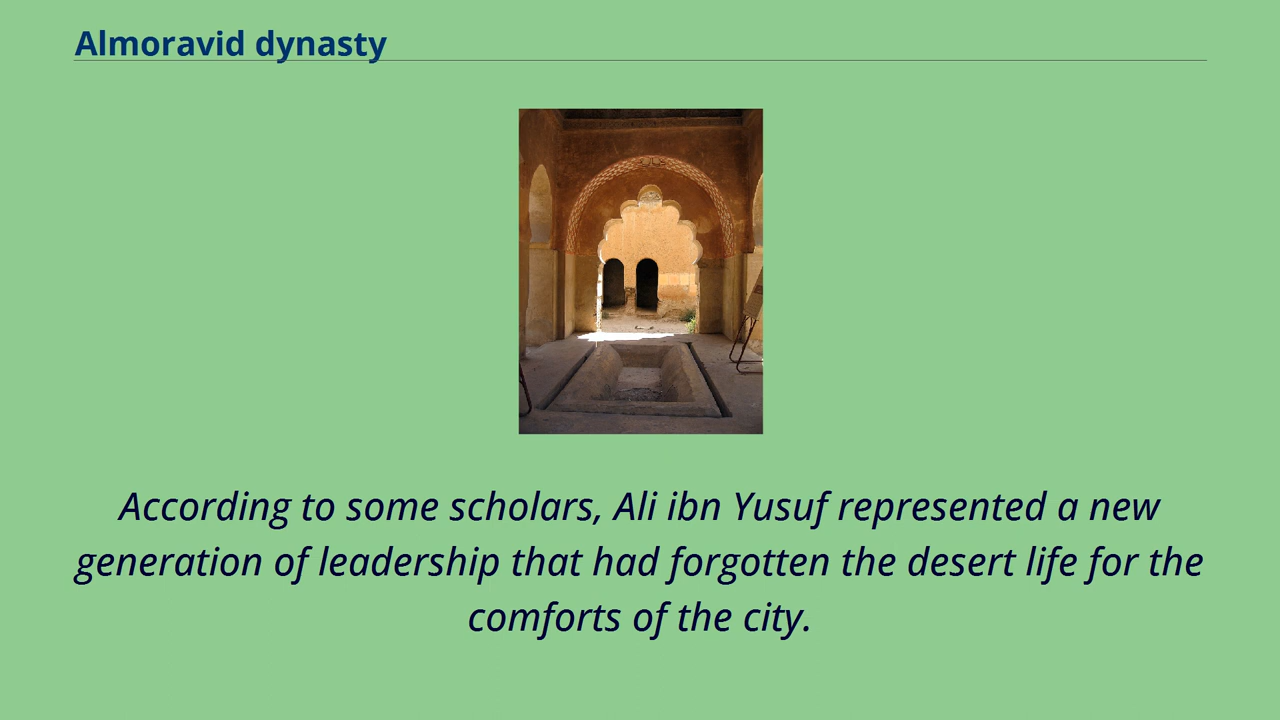 Almoravid dynasty
According to some scholars, Ali ibn Yusuf represented a new
generation of leadership that had forgotten the desert life for the
comforts of the city.